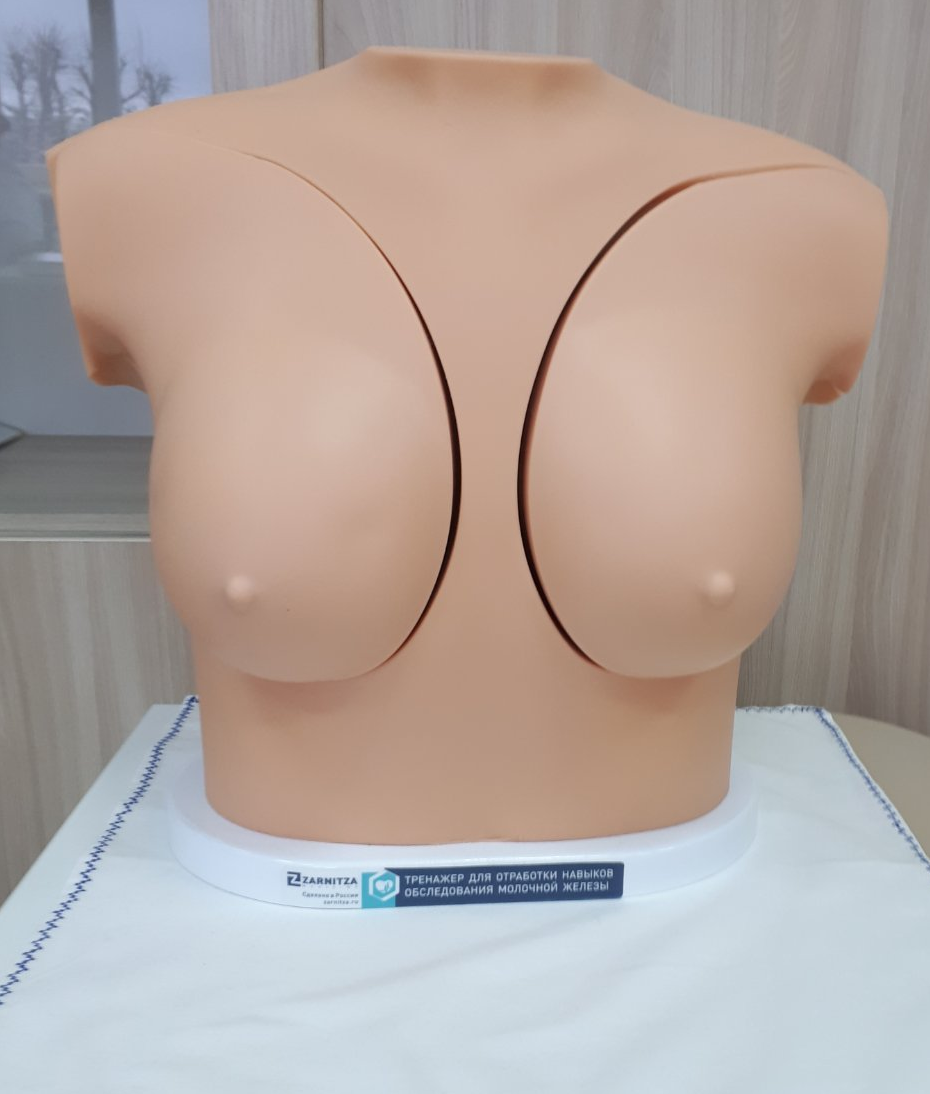 ZARNITZA
Сделано в России
zarnitza.ru
ТРЕНАЖЕР ДЛЯ ОТРАБОТКИ НАВЫКОВ
ОБСЛЕДОВАНИЯ МОЛОЧНОЙ ЖЕЛЕЗЫ